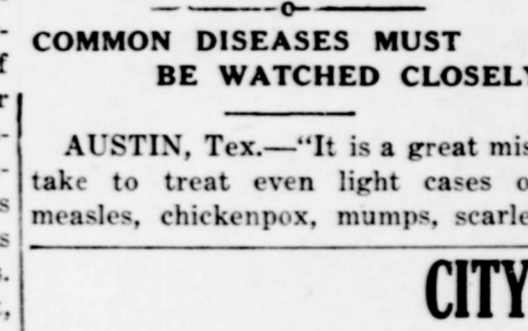 COMMON DISEASES MUST
BE WATCHED CLOSELY
AUSTIN, Tex.—"It is a great mis
take to treat even light cases o
measles, chickenpox, mumps, scarle
CITY